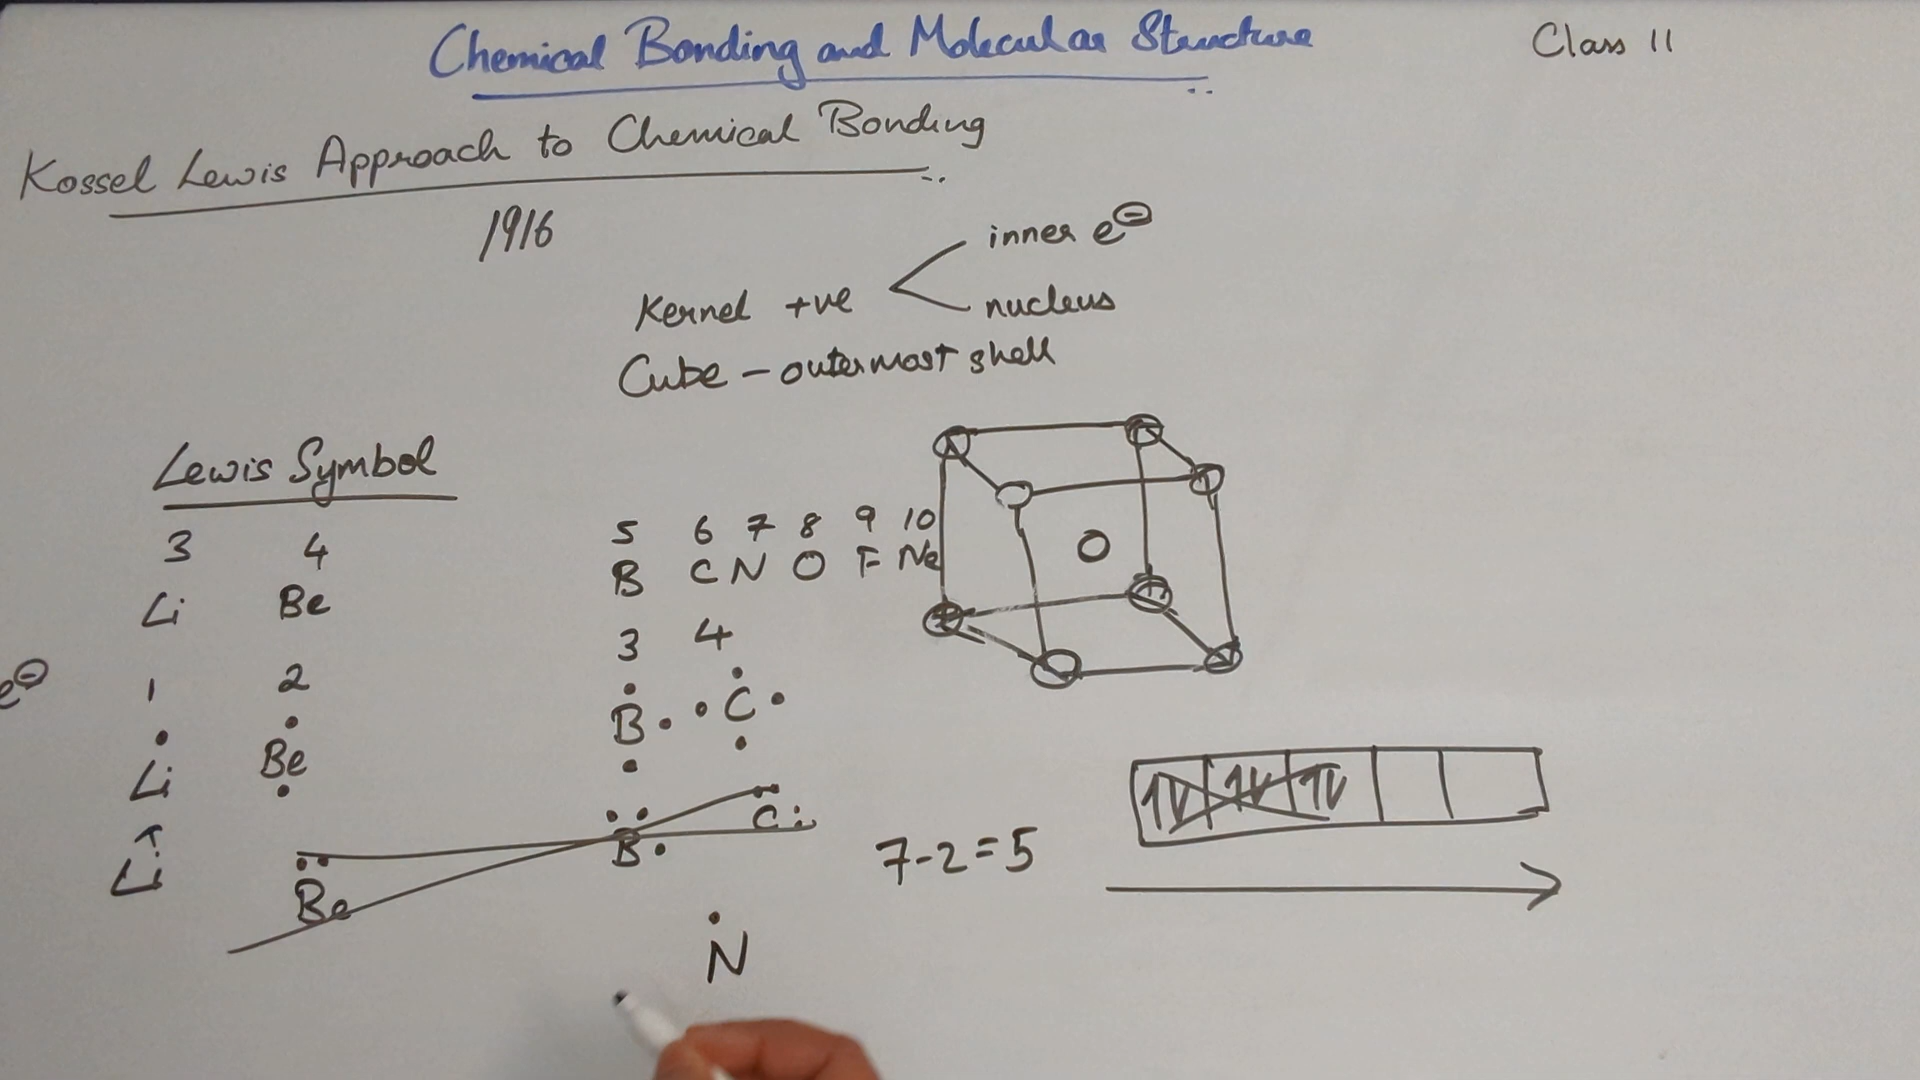 Chemical Bonding and Molecular Structure
Class 11
Kossel Lewis Approach to Chemical Bonding
1916
inner e⊖
Kernel +ve
nucleus
Cube - outermost shell
Lewis Symbol
3 4 5 6 7 8 9 10
Li Be B C N O F Ne
O
e⊖ 1 2 3 4
Li Be B C
Li Be B C
7-2=5
N